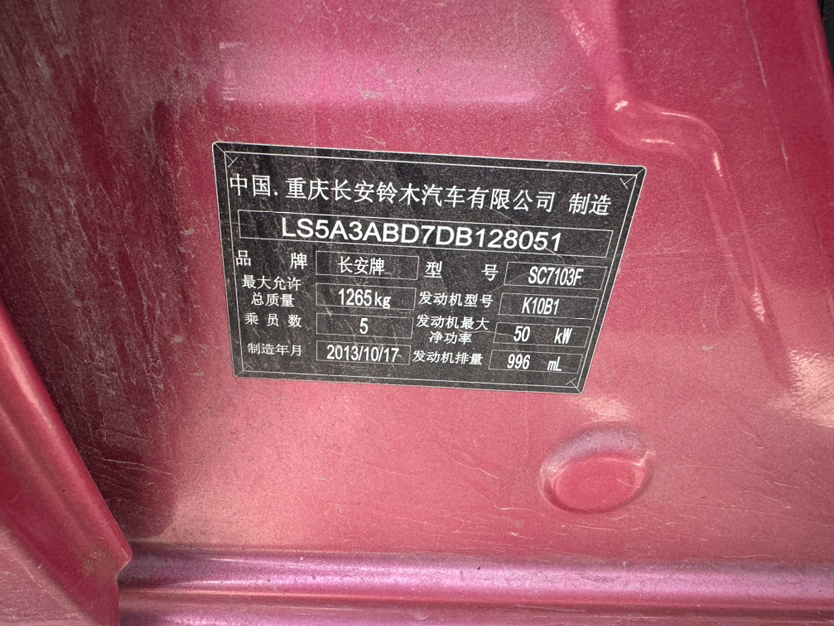 中国.重庆长安铃木汽车有限公司 制造
LS5A3ABD7DB128051
品 牌 长安牌 型 号 SC7103F
最大允许总质量 1265kg 发动机型号 K10B1
乘员数 5 发动机最大净功率 50 kW
制造年月 2013/10/17 发动机排量 996 mL